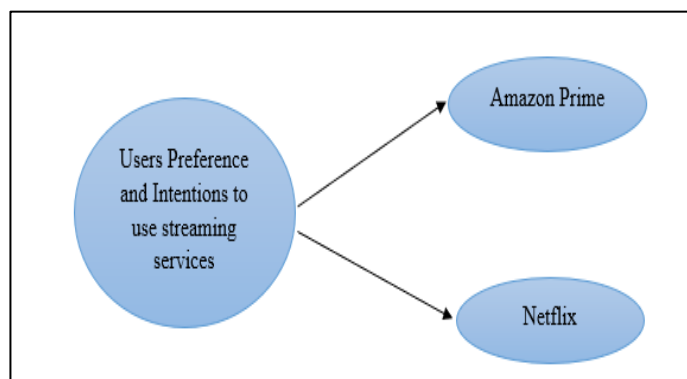 Users Preference
and Intentions to
use streaming
services
Amazon Prime
Netflix